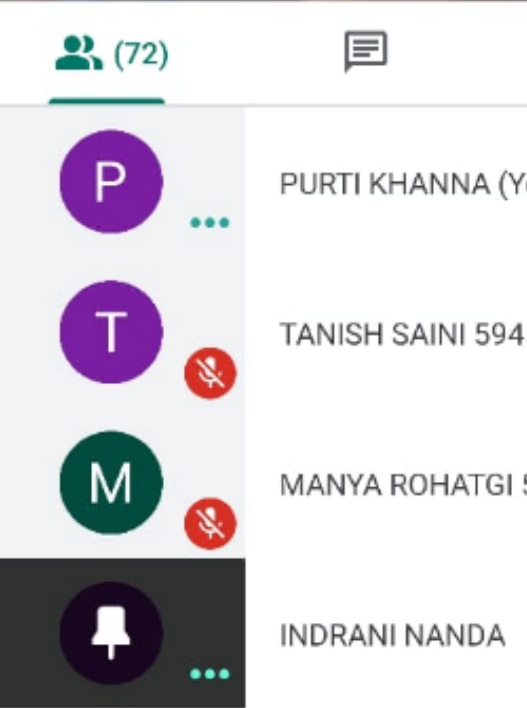 (72)
P
PURTI KHANNA (Y
T
TANISH SAINI 594
M
MANYA ROHATGI
INDRANI NANDA